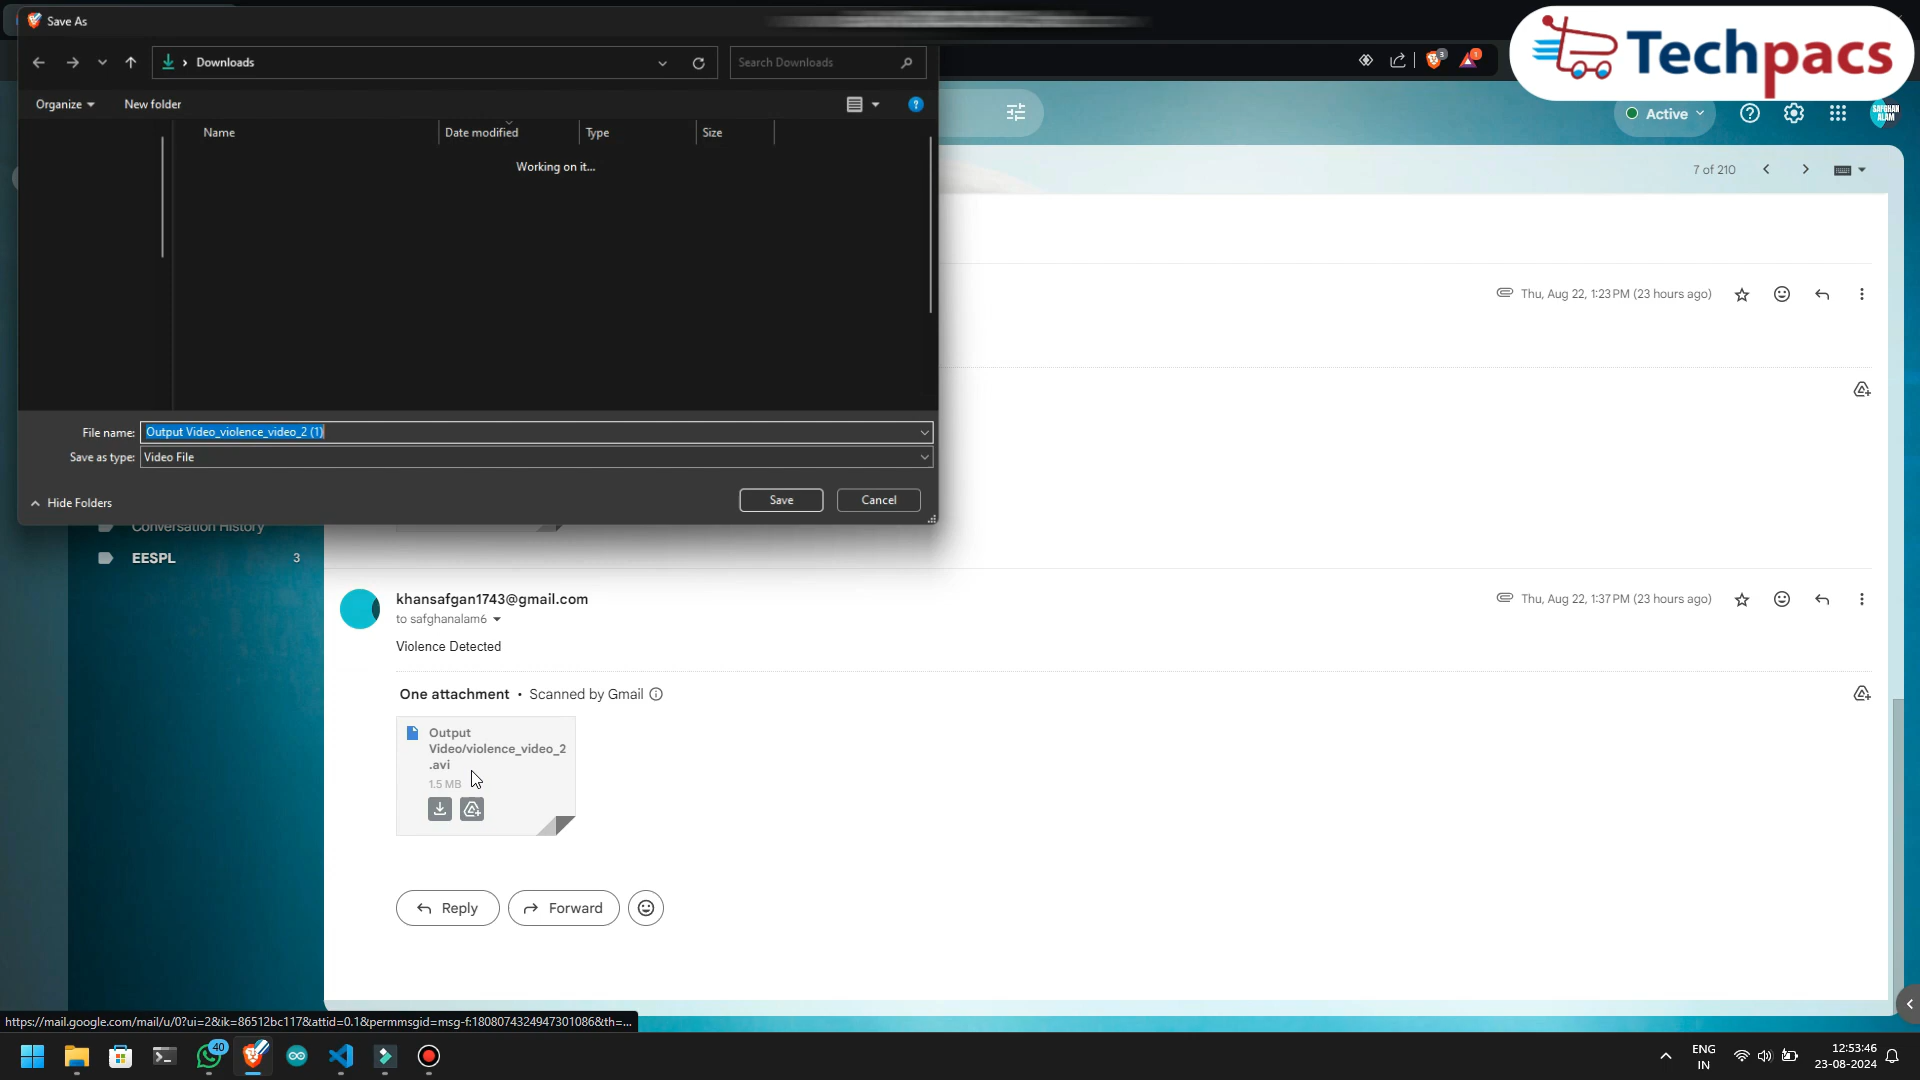 Save As
Techpacs
Downloads
Search Downloads
3
1
Organize
New folder
?
Active
SAFGHAN
ALAM
Name
Date modified
Type
Size
Working on it...
7 of 210
Thu, Aug 22, 1:23 PM (23 hours ago)
File name:
Output Video_violence_video_2 (1)
Save as type:
Video File
Hide Folders
Save
Cancel
Conversation History
EESPL
3
khansafgan1743@gmail.com
to safghanalam6
Thu, Aug 22, 1:37 PM (23 hours ago)
Violence Detected
One attachment • Scanned by Gmail
Output
Video/violence_video_2
.avi
1.5 MB
Reply
Forward
https://mail.google.com/mail/u/0?ui=2&ik=86512bc117&attid=0.1&permmsgid=msg-f:1808074324947301086&th=...
40
ENG
IN
12:53:46
23-08-2024